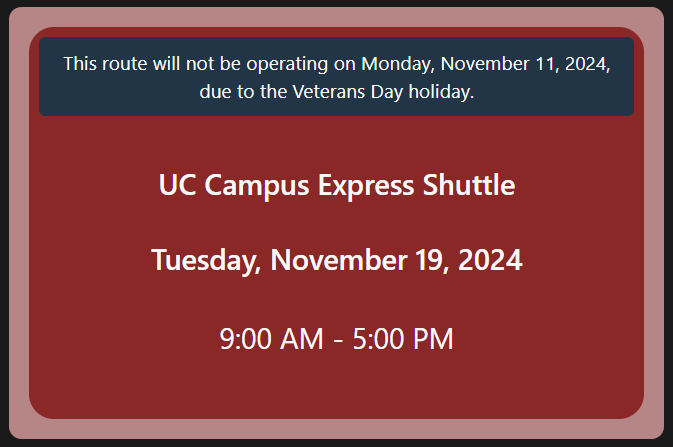 This route will not be operating on Monday, November 11, 2024,
due to the Veterans Day holiday.
UC Campus Express Shuttle
Tuesday, November 19, 2024
9:00 AM - 5:00 PM